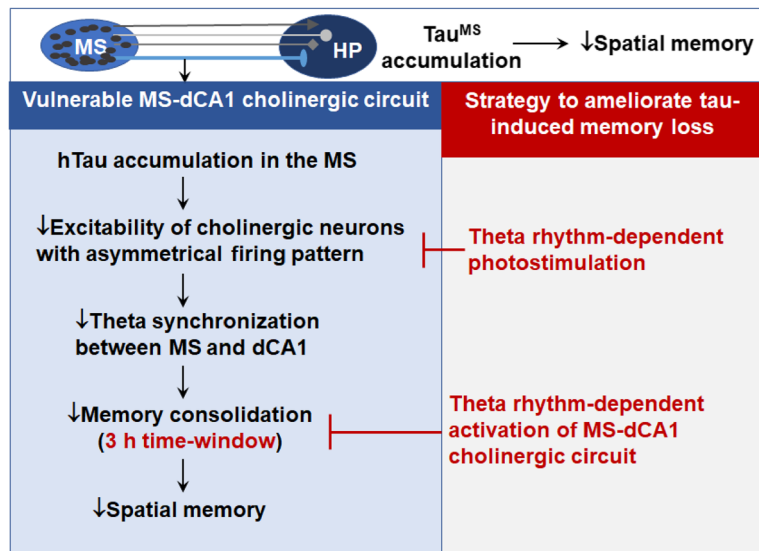 MS
HP
Tau^MS
accumulation
↓Spatial memory
Vulnerable MS-dCA1 cholinergic circuit
Strategy to ameliorate tau-
induced memory loss
hTau accumulation in the MS
↓Excitability of cholinergic neurons
with asymmetrical firing pattern
Theta rhythm-dependent
photostimulation
↓Theta synchronization
between MS and dCA1
↓Memory consolidation
(3 h time-window)
Theta rhythm-dependent
activation of MS-dCA1
cholinergic circuit
↓Spatial memory